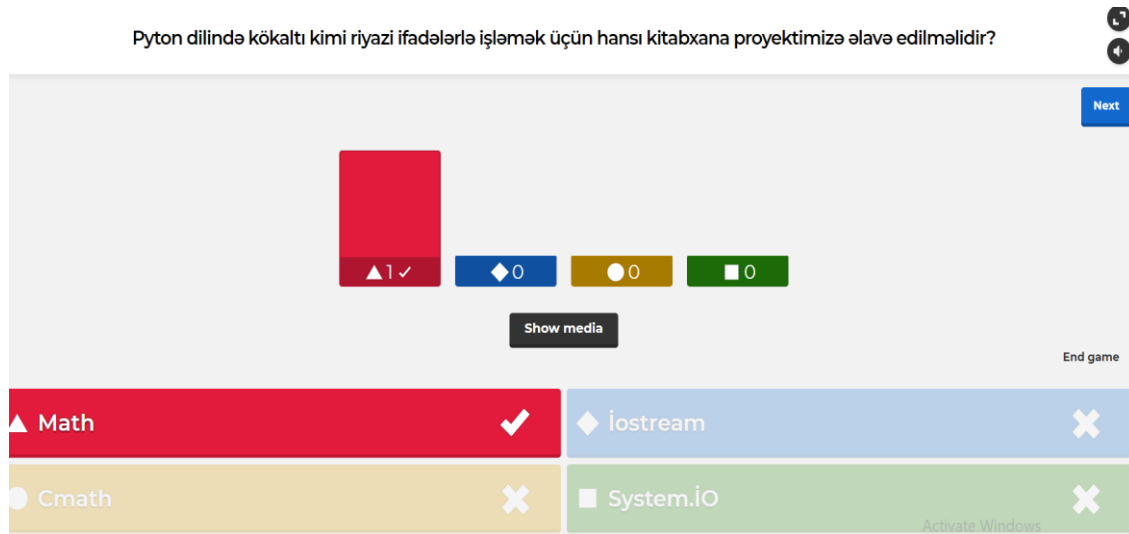 Pyton dilində kökaltı kimi riyazi ifadələrlə işləmək üçün hansı kitabxana proyektimizə əlavə edilməlidir?
Next
1
0
0
0
Show media
End game
Math
İostream
Cmath
System.İO
Activate Windows